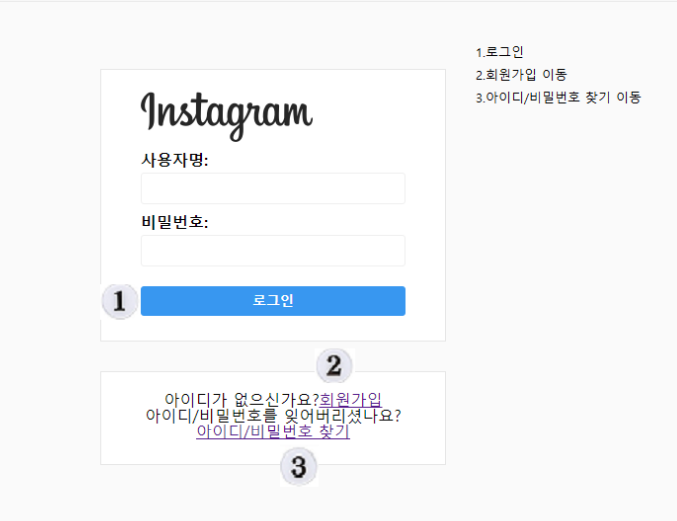 Instagram
사용자명:
비밀번호:
1
로그인
2
아이디가 없으신가요?회원가입
아이디/비밀번호를 잊어버리셨나요?
아이디/비밀번호 찾기
3
1.로그인
2.회원가입 이동
3.아이디/비밀번호 찾기 이동